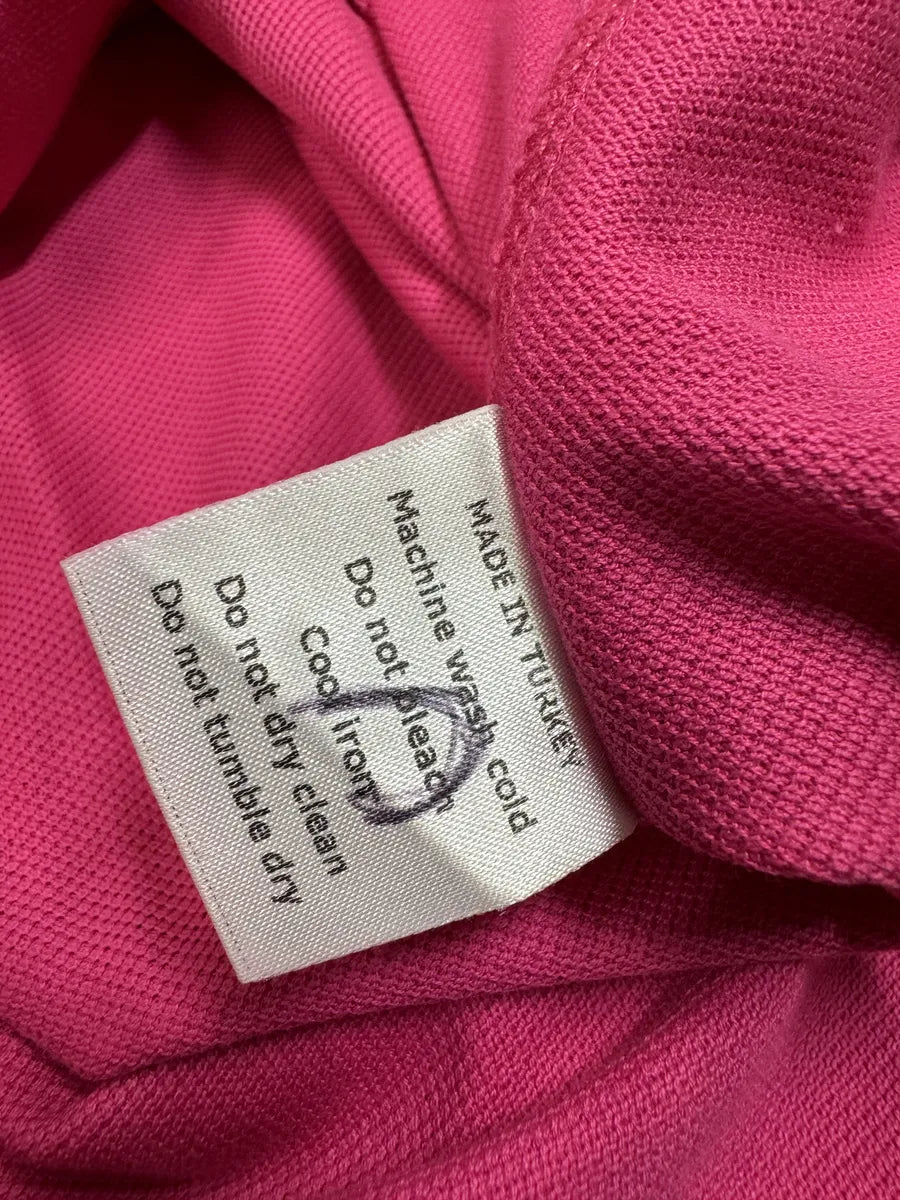 MADE IN TURKEY
Machine wash cold
Do not bleach
Cool iron
Do not dry clean
Do not tumble dry